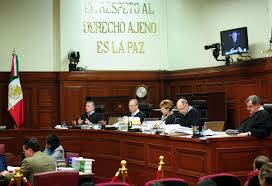 EL RESPETO AL
DERECHO AJENO
ES LA PAZ